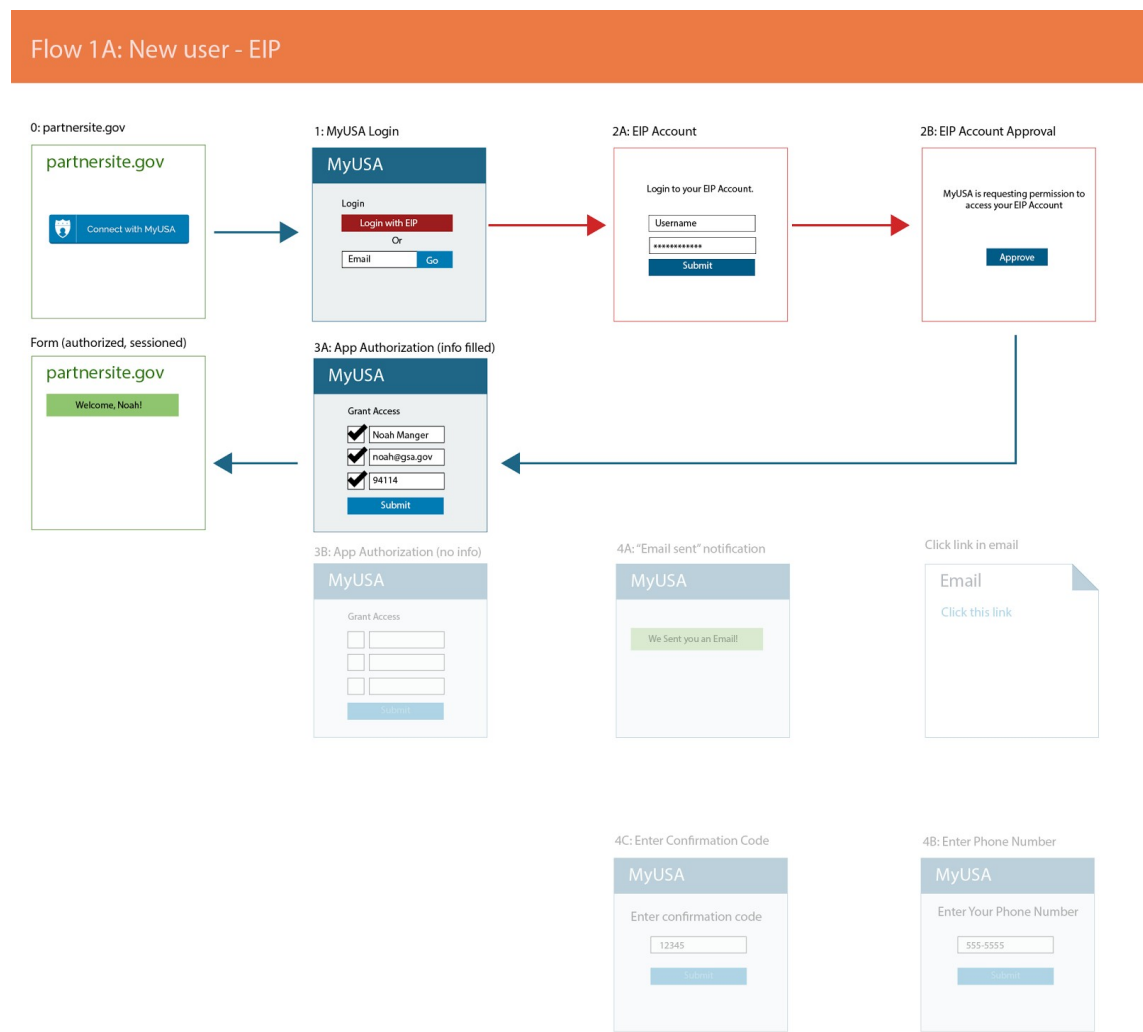 Flow 1A: New user - EIP
0: partnersite.gov
partnersite.gov
Connect with MyUSA
1: MyUSA Login
MyUSA
Login
Login with EIP
Or
Email
Go
2A: EIP Account
Login to your EIP Account.
Username
************
Submit
2B: EIP Account Approval
MyUSA is requesting permission to
access your EIP Account
Approve
Form (authorized, sessioned)
partnersite.gov
Welcome, Noah!
3A: App Authorization (info filled)
MyUSA
Grant Access
Noah Manger
noah@gsa.gov
94114
Submit
3B: App Authorization (no info)
MyUSA
Grant Access
Submit
4A: "Email sent" notification
MyUSA
We Sent you an Email!
Click link in email
Email
Click this link
4C: Enter Confirmation Code
MyUSA
Enter confirmation code
12345
Submit
4B: Enter Phone Number
MyUSA
Enter Your Phone Number
555-5555
Submit